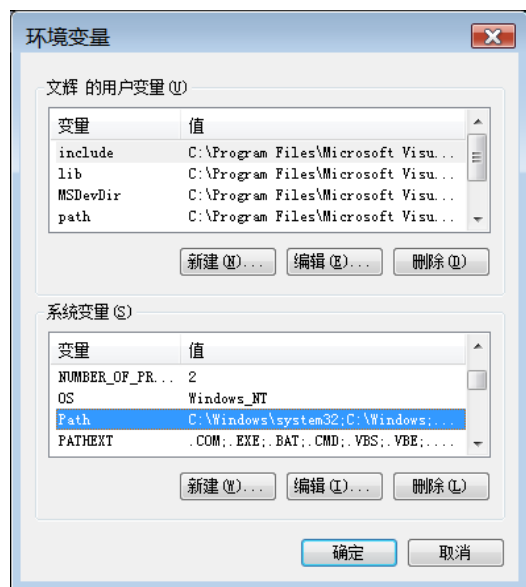 环境变量
文辉 的用户变量(U)
变量 值
include C:\Program Files\Microsoft Visu...
lib C:\Program Files\Microsoft Visu...
MSDevDir C:\Program Files\Microsoft Visu...
path C:\Program Files\Microsoft Visu...
新建(N)... 编辑(E)... 删除(D)
系统变量(S)
变量 值
NUMBER_OF_PR... 2
OS Windows_NT
Path C:\Windows\system32;C:\Windows;...
PATHEXT .COM;.EXE;.BAT;.CMD;.VBS;.VBE;....
新建(W)... 编辑(I)... 删除(L)
确定 取消